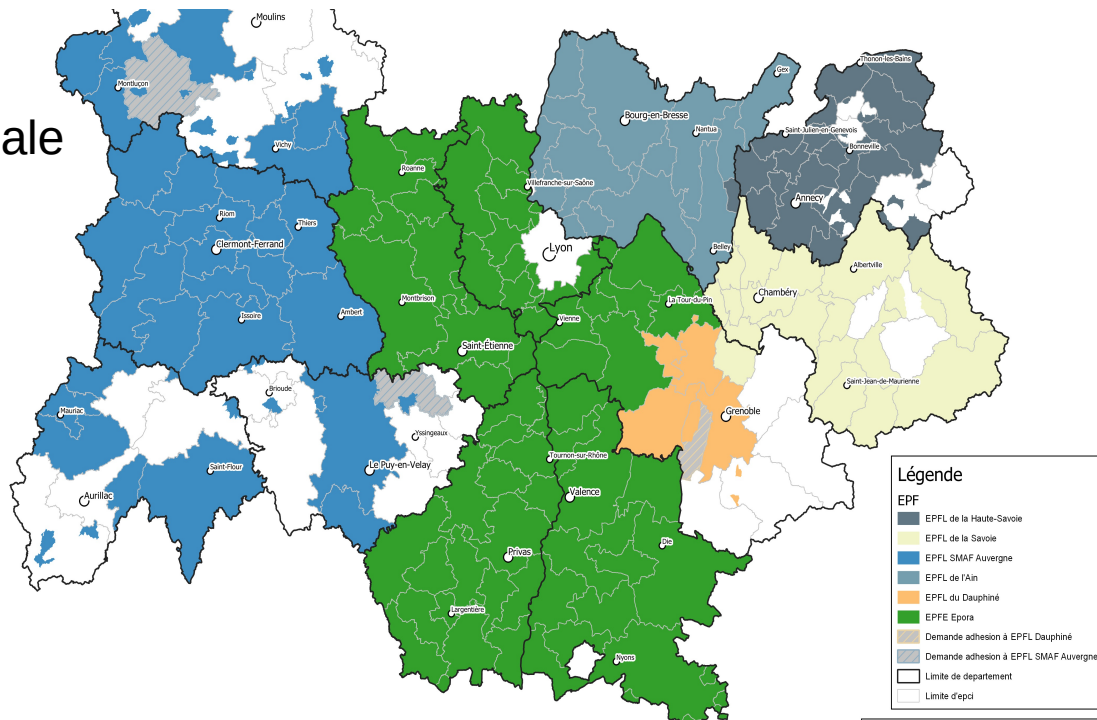 Moulins
ale
Montluçon
Thonon-les-Bains
Gex
Bourg-en-Bresse
Nantua
Saint-Julien-en-Genevois
Bonneville
Vichy
Roanne
Villefranche-sur-Saône
Annecy
Riom
Thiers
Clermont-Ferrand
Lyon
Belley
Albertville
Chambéry
Montbrison
La Tour-du-Pin
Issoire
Ambert
Vienne
Saint-Étienne
Saint-Jean-de-Maurienne
Brioude
Mauriac
Grenoble
Yssingeaux
Tournon-sur-Rhône
Saint-Flour
Le Puy-en-Velay
Aurillac
Valence
Die
Privas
Largentière
Nyons
Légende
EPF
EPFL de la Haute-Savoie
EPFL de la Savoie
EPFL SMAF Auvergne
EPFL de l'Ain
EPFL du Dauphiné
EPFE Epora
Demande adhesion à EPFL Dauphiné
Demande adhesion à EPFL SMAF Auvergne
Limite de departement
Limite d'epci